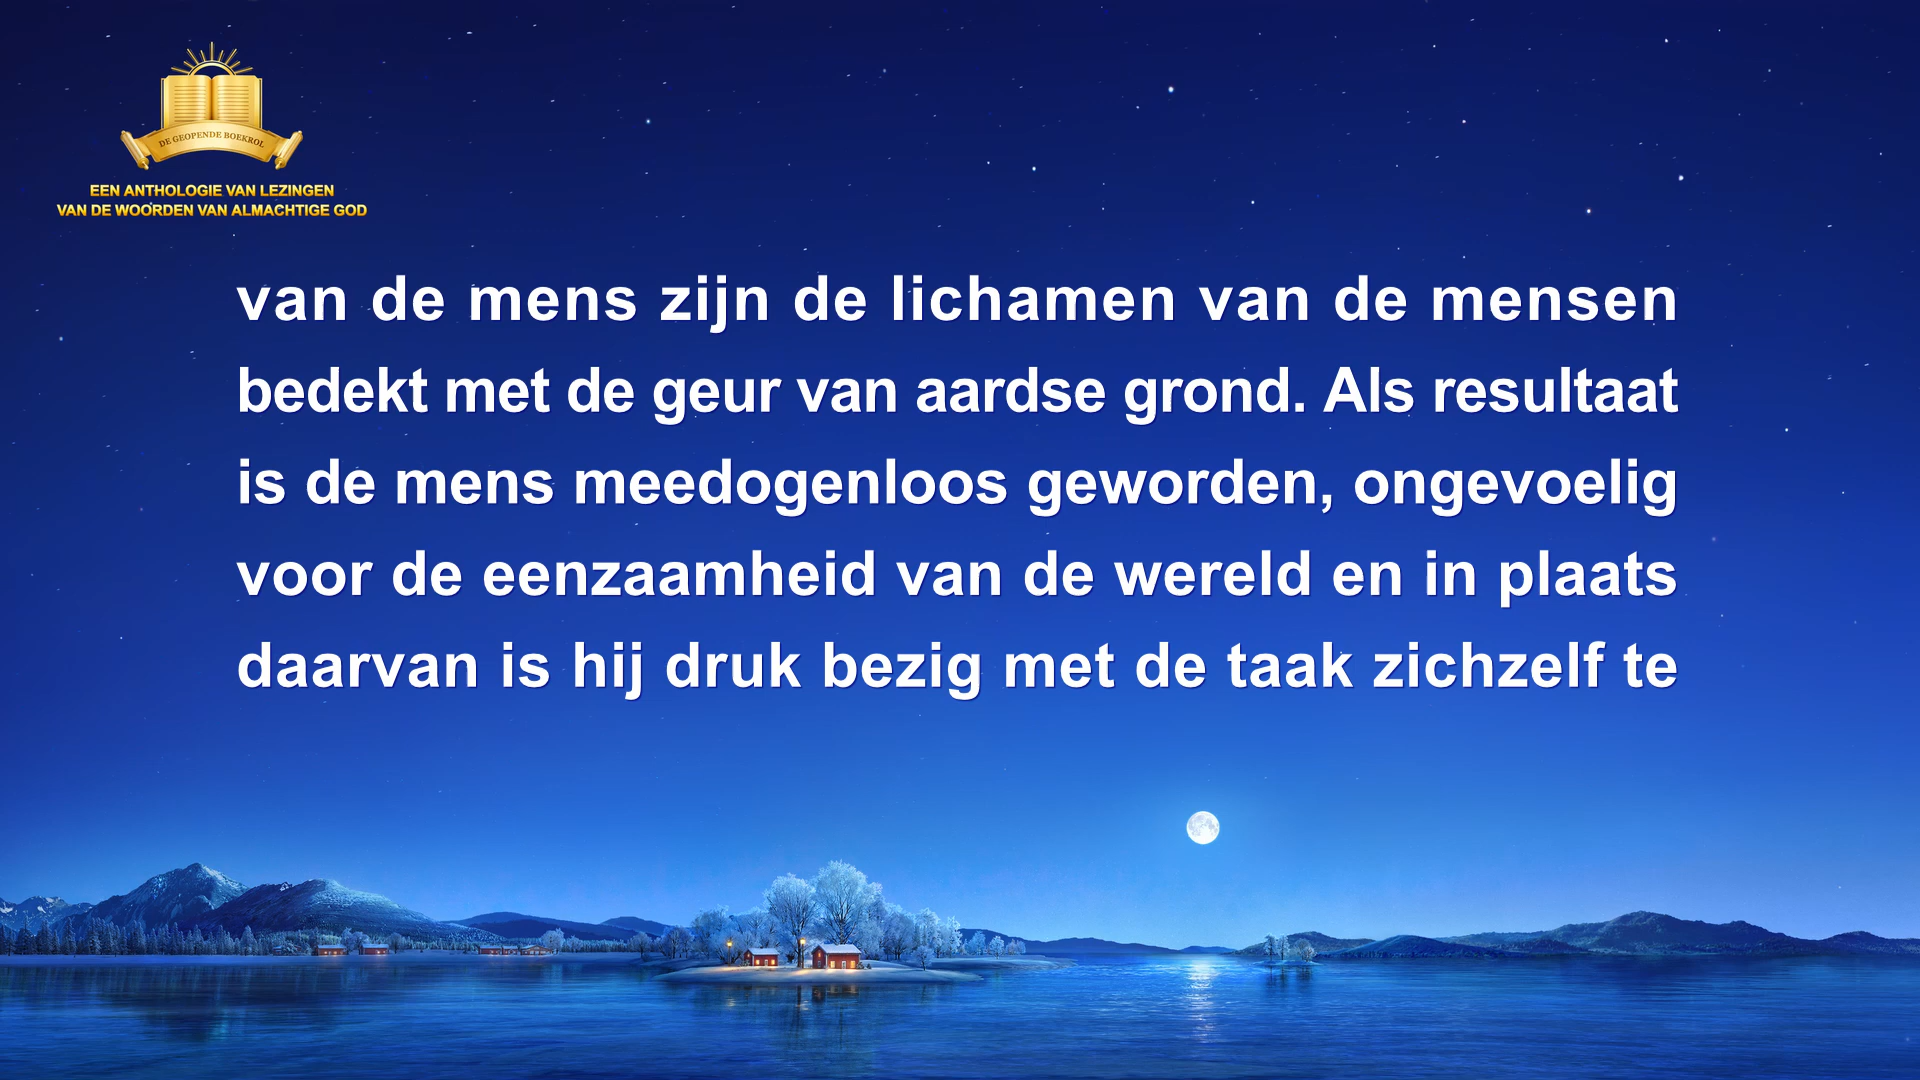 DE GEOPENDE BOEKROL
EEN ANTHOLOGIE VAN LEZINGEN
VAN DE WOORDEN VAN ALMACHTIGE GOD
van de mens zijn de lichamen van de mensen
bedekt met de geur van aardse grond. Als resultaat
is de mens meedogenloos geworden, ongevoelig
voor de eenzaamheid van de wereld en in plaats
daarvan is hij druk bezig met de taak zichzelf te